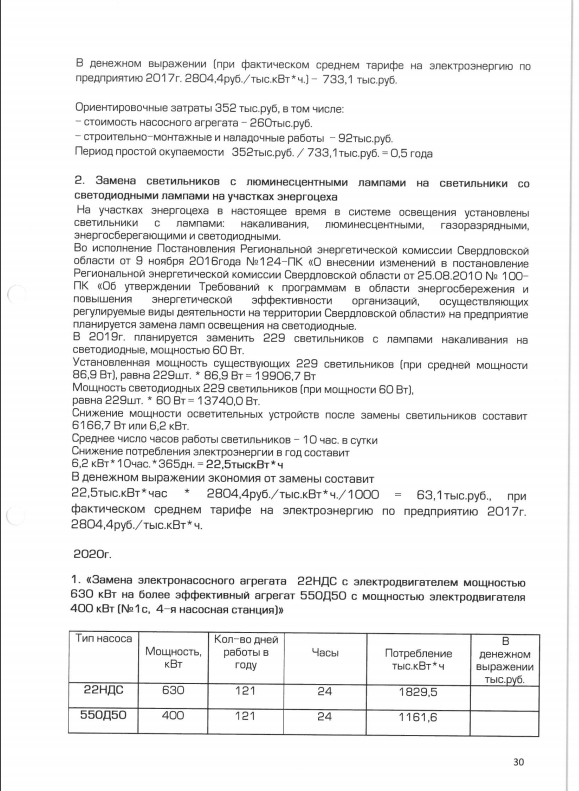 В денежном выражении (при фактическом среднем тарифе на электроэнергию по
предприятию 2017г. 2804,4руб./тыс.кВт*ч.) – 733,1 тыс.руб.
Ориентировочные затраты 352 тыс.руб, в том числе:
– стоимость насосного агрегата – 260тыс.руб.
– строительно-монтажные и наладочные работы – 92тыс.руб.
Период простой окупаемости 352тыс.руб. / 733,1тыс.руб. = 0,5 года
2. Замена светильников с люминесцентными лампами на светильники со
светодиодными лампами на участках энергоцеха
На участках энергоцеха в настоящее время в системе освещения установлены
светильники с лампами: накаливания, люминесцентными, газоразрядными,
энергосберегающими и светодиодными.
Во исполнение Постановления Региональной энергетической комиссии Свердловской
области от 9 ноября 2016года №124-ПК «О внесении изменений в постановление
Региональной энергетической комиссии Свердловской области от 25.08.2010 № 100-
ПК «Об утверждении Требований к программам в области энергосбережения и
повышения энергетической эффективности организаций, осуществляющих
регулируемые виды деятельности на территории Свердловской области» на предприятие
планируется замена ламп освещения на светодиодные.
В 2019г. планируется заменить 229 светильников с лампами накаливания на
светодиодные, мощностью 60 Вт.
Установленная мощность существующих 229 светильников (при средней мощности
86,9 Вт), равна 229шт. * 86,9 Вт = 19906,7 Вт
Мощность светодиодных 229 светильников (при мощности 60 Вт),
равна 229шт. * 60 Вт = 13740,0 Вт.
Снижение мощности осветительных устройств после замены светильников составит
6166,7 Вт или 6,2 кВт.
Среднее число часов работы светильников – 10 час. в сутки
Снижение потребления электроэнергии в год составит
6,2 кВт*10час.*365дн. = 22,5тыскВт*ч
В денежном выражении экономия от замены составит
22,5тыс.кВт*час * 2804,4руб./тыс.кВт*ч./1000 = 63,1тыс.руб., при
фактическом среднем тарифе на электроэнергию по предприятию 2017г.
2804,4руб./тыс.кВт*ч.
2020г.
1. «Замена электронасосного агрегата 22НДС с электродвигателем мощностью
630 кВт на более эффективный агрегат 550Д50 с мощностью электродвигателя
400 кВт (№1с, 4-я насосная станция)»
Тип насоса Мощность, кВт Кол-во дней работы в году Часы Потребление тыс.кВт*ч В денежном выражении тыс.руб.
22НДС 630 121 24 1829,5
550Д50 400 121 24 1161,6
30